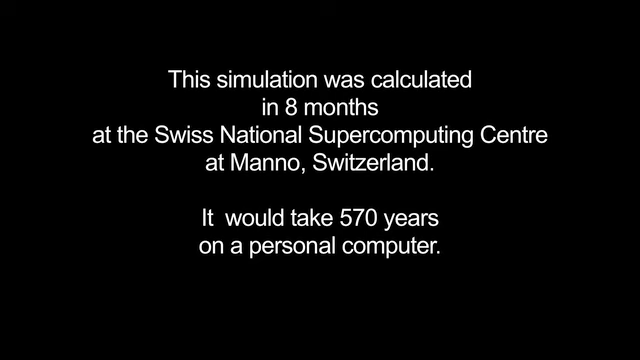 This simulation was calculated
in 8 months
at the Swiss National Supercomputing Centre
at Manno, Switzerland.
It would take 570 years
on a personal computer.